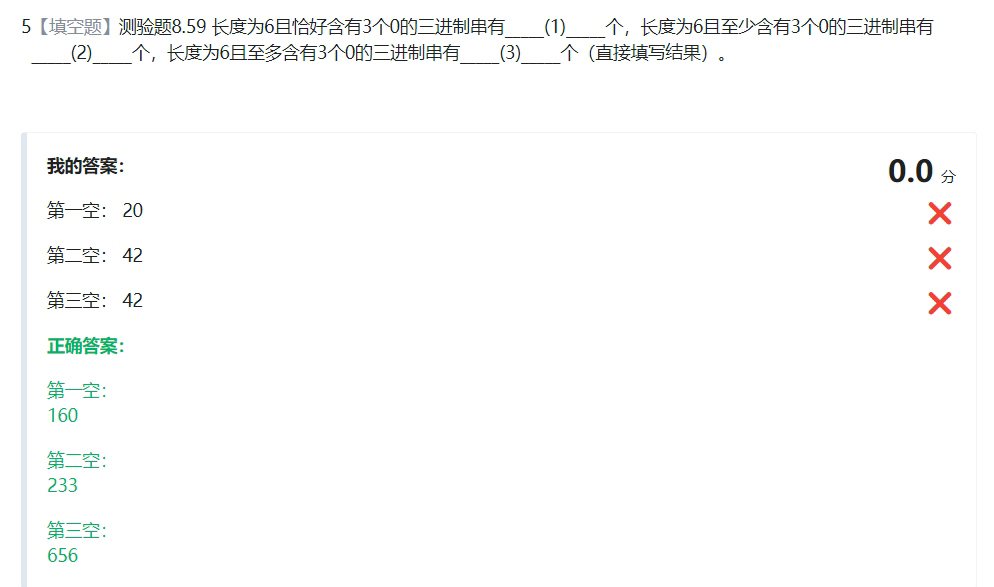 5【填空题】测验题8.59 长度为6且恰好含有3个0的三进制串有_____(1)_____个，长度为6且至少含有3个0的三进制串有
_____(2)_____个，长度为6且至多含有3个0的三进制串有_____(3)_____个（直接填写结果）。
我的答案：
0.0 分
第一空： 20
第二空： 42
第三空： 42
正确答案：
第一空：
160
第二空：
233
第三空：
656